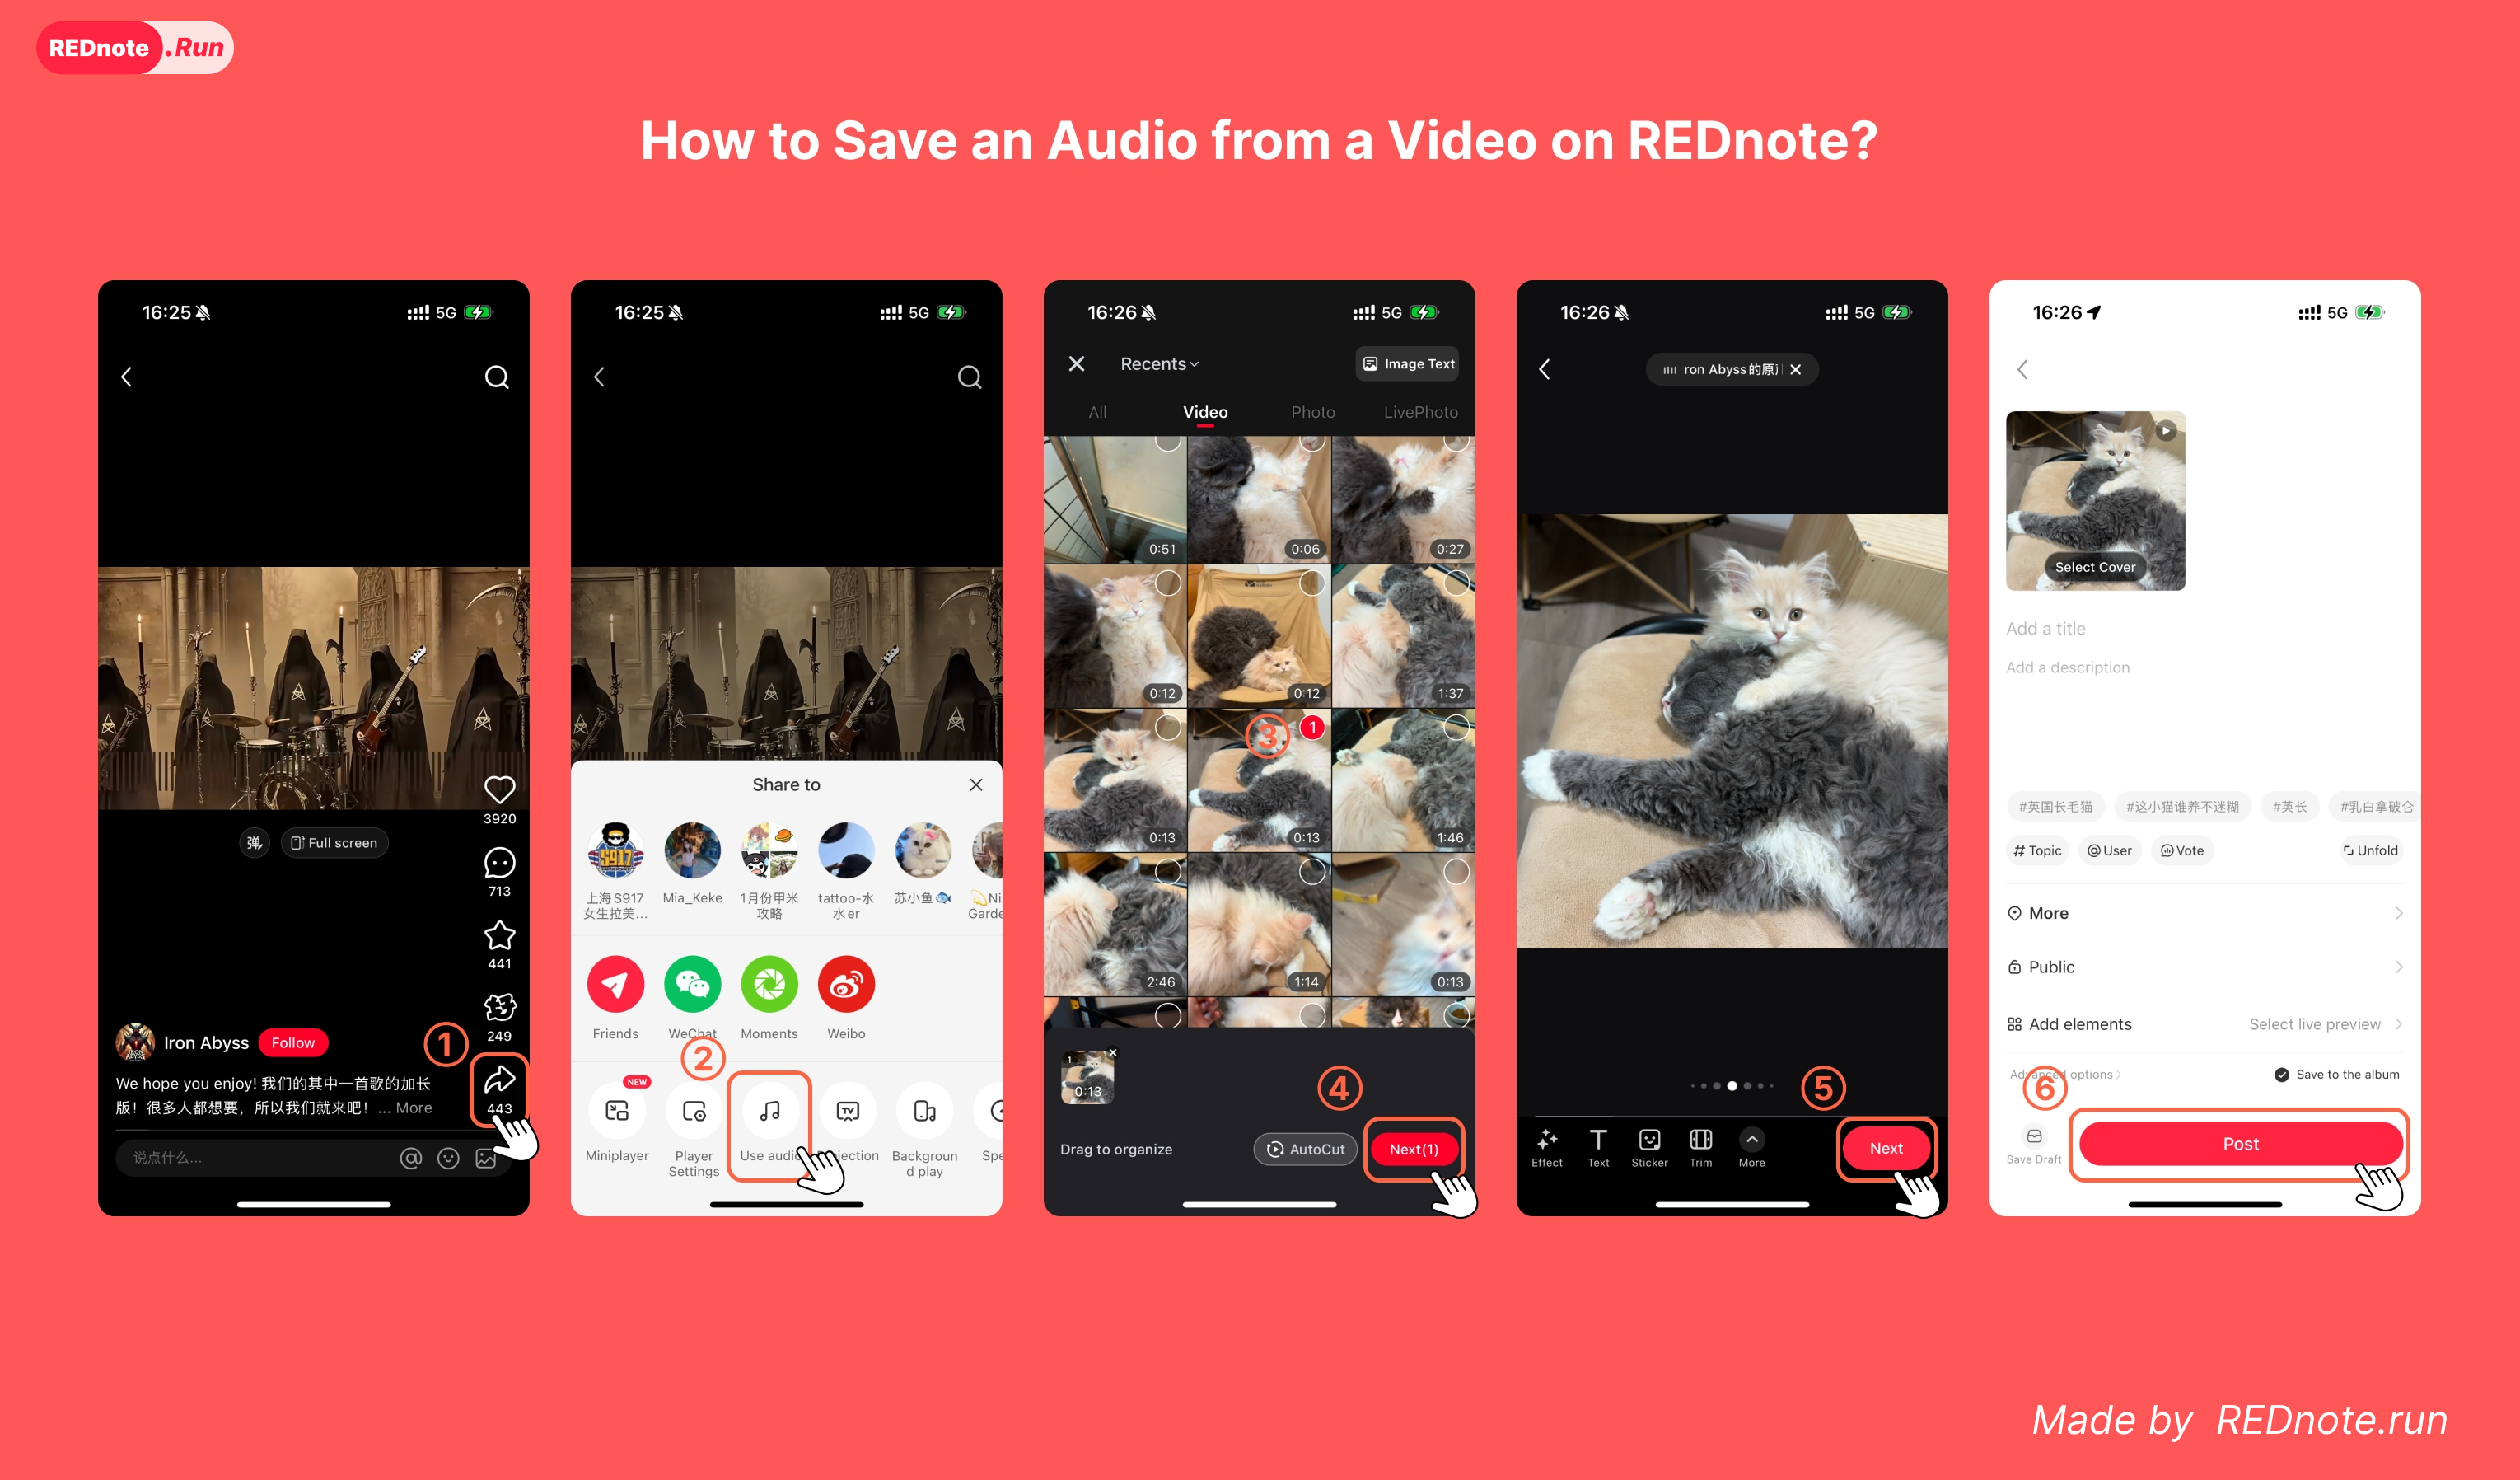 REDnote.Run
How to Save an Audio from a Video on REDnote?
16:25
5G
弹
Full screen
3920
713
441
249
443
1
Iron Abyss
Follow
We hope you enjoy! 我们的其中一首歌的加长
版！很多人都想要，所以我们就来吧！ ... More
说点什么...
16:25
5G
Share to
上海S917
女生拉美...
Mia_Keke
1月份甲米
攻略
tattoo-水
水er
苏小鱼
Friends
WeChat
Moments
Weibo
2
NEW
Miniplayer
Player
Settings
Use audio
Backgroun
d play
16:26
5G
Recents
Image Text
All
Video
Photo
LivePhoto
0:51
0:06
0:27
0:12
0:12
1:37
3
1
0:13
0:13
1:46
2:46
1:14
0:13
1
0:13
4
Drag to organize
AutoCut
Next(1)
16:26
5G
ron Abyss的原
5
Effect
Text
Sticker
Trim
More
Next
16:26
5G
Select Cover
Add a title
Add a description
#英国长毛猫
#这小猫谁养不迷糊
#英长
#乳白拿破仑
# Topic
@User
Vote
Unfold
More
Public
Add elements
Select live preview
Advanced options
Save to the album
6
Save Draft
Post
Made by REDnote.run